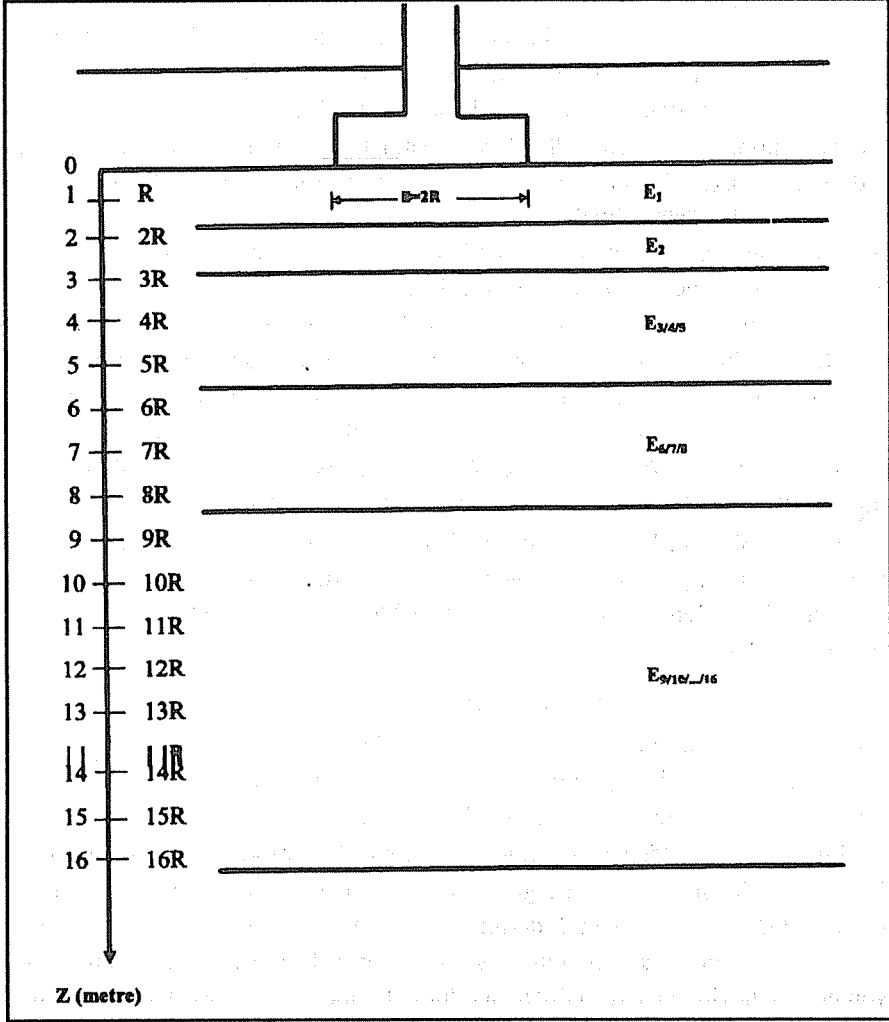 0
1 R B=2R E1
2 2R E2
3 3R
4 4R E3/4/5
5 5R
6 6R
7 7R E6/7/8
8 8R
9 9R
10 10R
11 11R
12 12R E9/10/.../16
13 13R
14 14R
15 15R
16 16R
Z (metre)